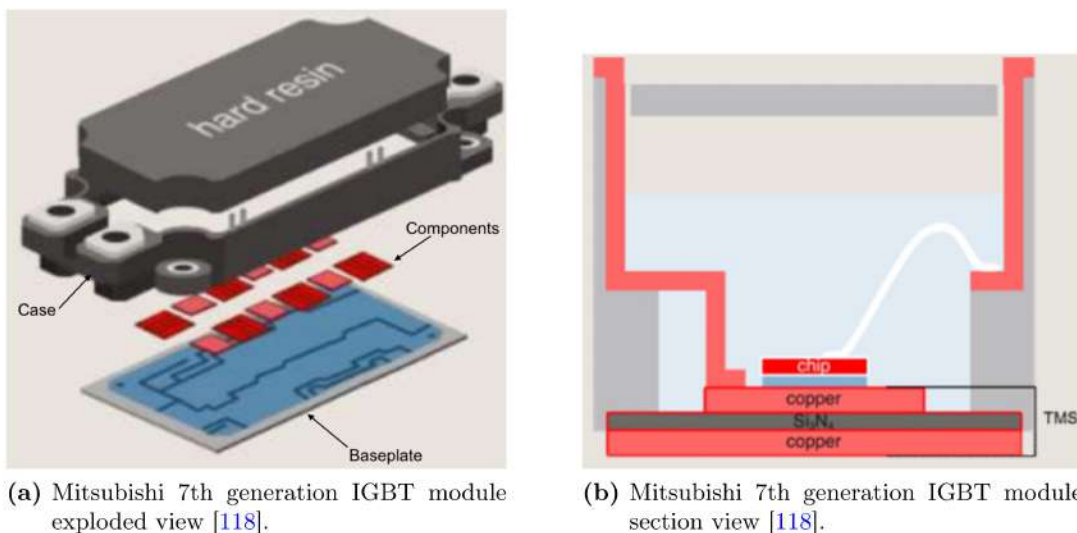 hard resin
Components
Case
Baseplate
(a) Mitsubishi 7th generation IGBT module
exploded view [118].
chip
copper
Si₃N₄
copper
TMS
(b) Mitsubishi 7th generation IGBT module
section view [118].